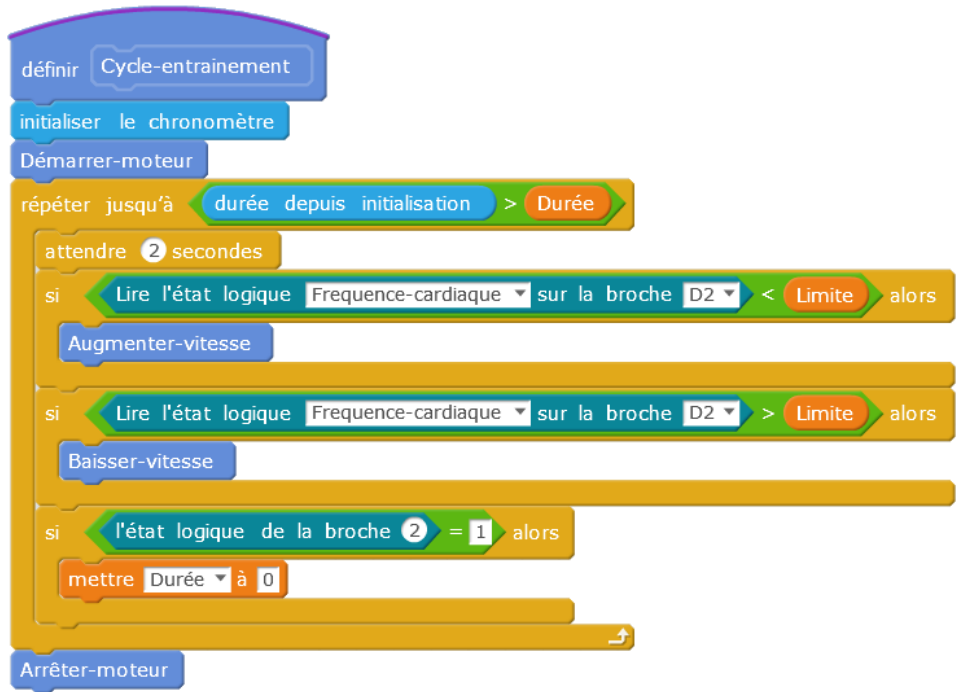 définir Cycle-entrainement
initialiser le chronomètre
Démarrer-moteur
répéter jusqu'à durée depuis initialisation > Durée
attendre 2 secondes
si Lire l'état logique Frequence-cardiaque sur la broche D2 < Limite alors
Augmenter-vitesse
si Lire l'état logique Frequence-cardiaque sur la broche D2 > Limite alors
Baisser-vitesse
si l'état logique de la broche 2 = 1 alors
mettre Durée à 0
Arrêter-moteur